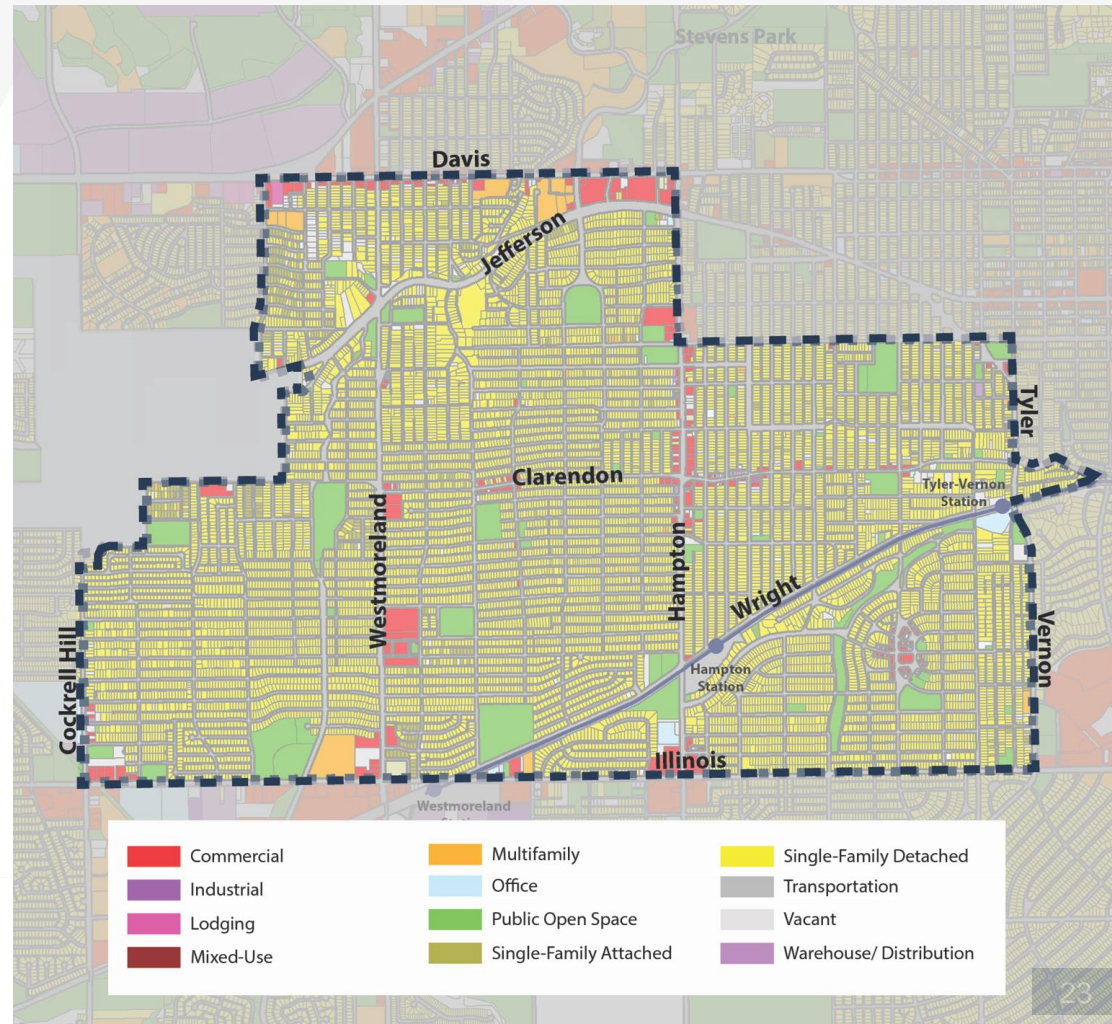 Stevens Park
Davis
Jefferson
Tyler
Clarendon
Tyler-Vernon
Station
Westmoreland
Hampton
Wright
Vernon
Cockrell Hill
Hampton
Station
Illinois
Westmoreland
Station
Commercial
Industrial
Lodging
Mixed-Use
Multifamily
Office
Public Open Space
Single-Family Attached
Single-Family Detached
Transportation
Vacant
Warehouse/ Distribution
23